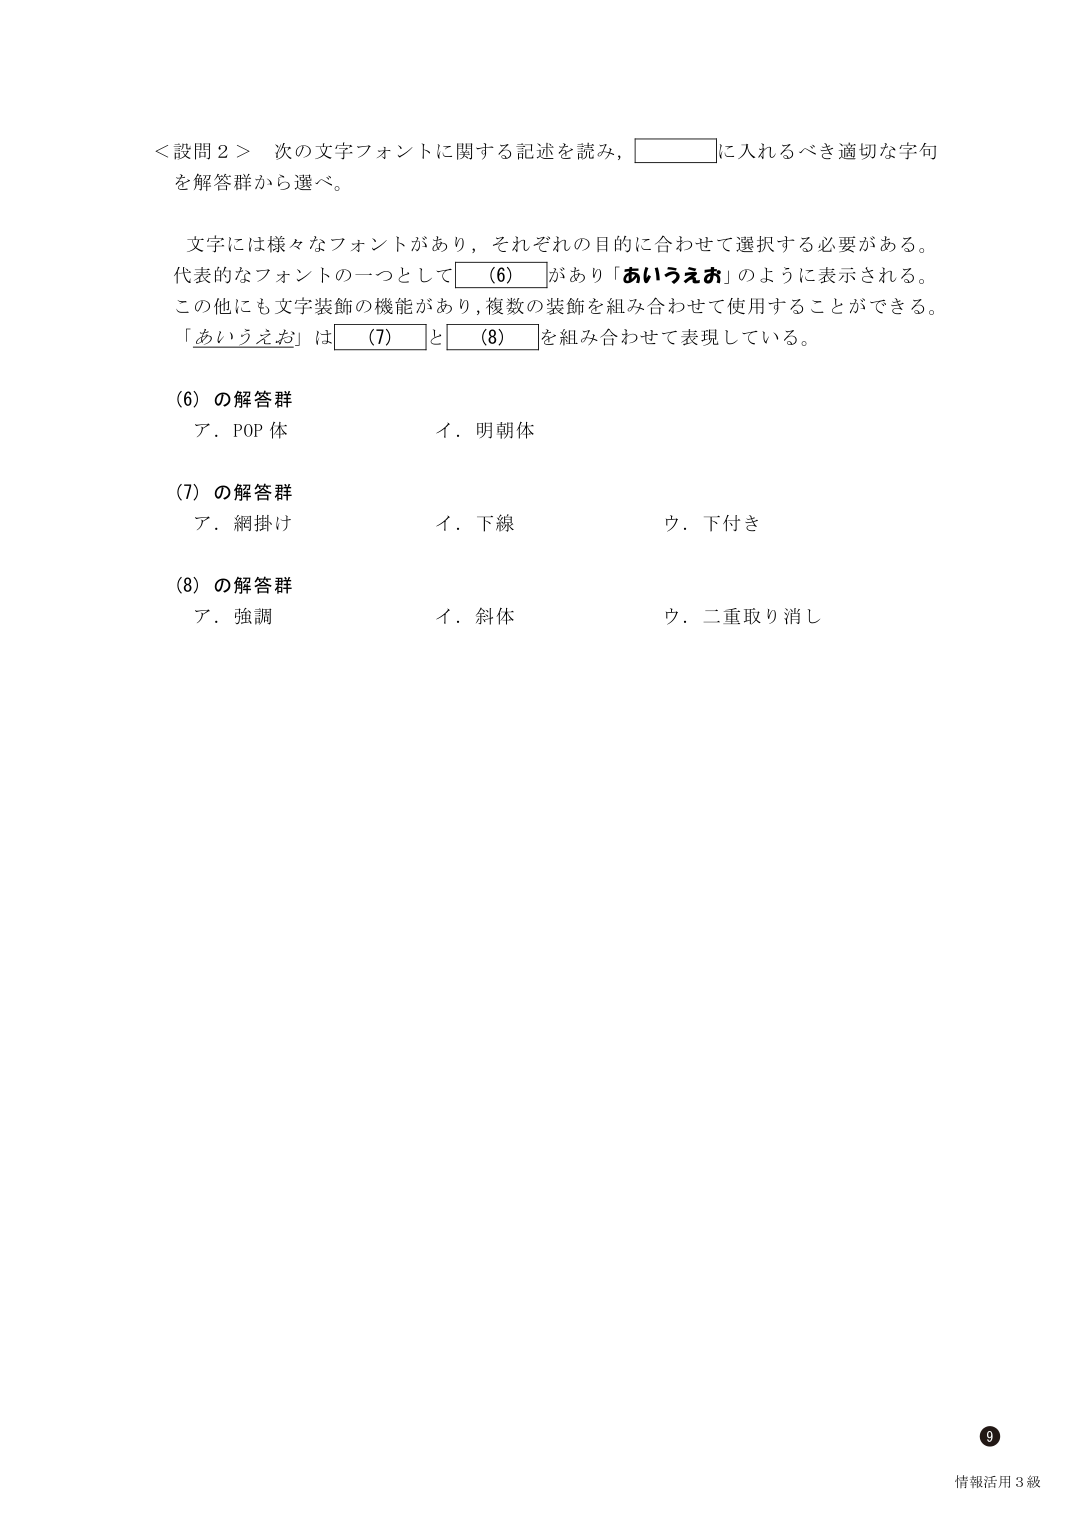 ＜設問２＞　次の文字フォントに関する記述を読み，　　　に入れるべき適切な字句
を解答群から選べ。
文字には様々なフォントがあり，それぞれの目的に合わせて選択する必要がある。
代表的なフォントの一つとして (6) があり「あいうえお」のように表示される。
この他にも文字装飾の機能があり，複数の装飾を組み合わせて使用することができる。
「あいうえお」は (7) と (8) を組み合わせて表現している。
(6) の解答群
ア．POP 体　　イ．明朝体
(7) の解答群
ア．網掛け　　イ．下線　　ウ．下付き
(8) の解答群
ア．強調　　イ．斜体　　ウ．二重取り消し
9
情報活用３級